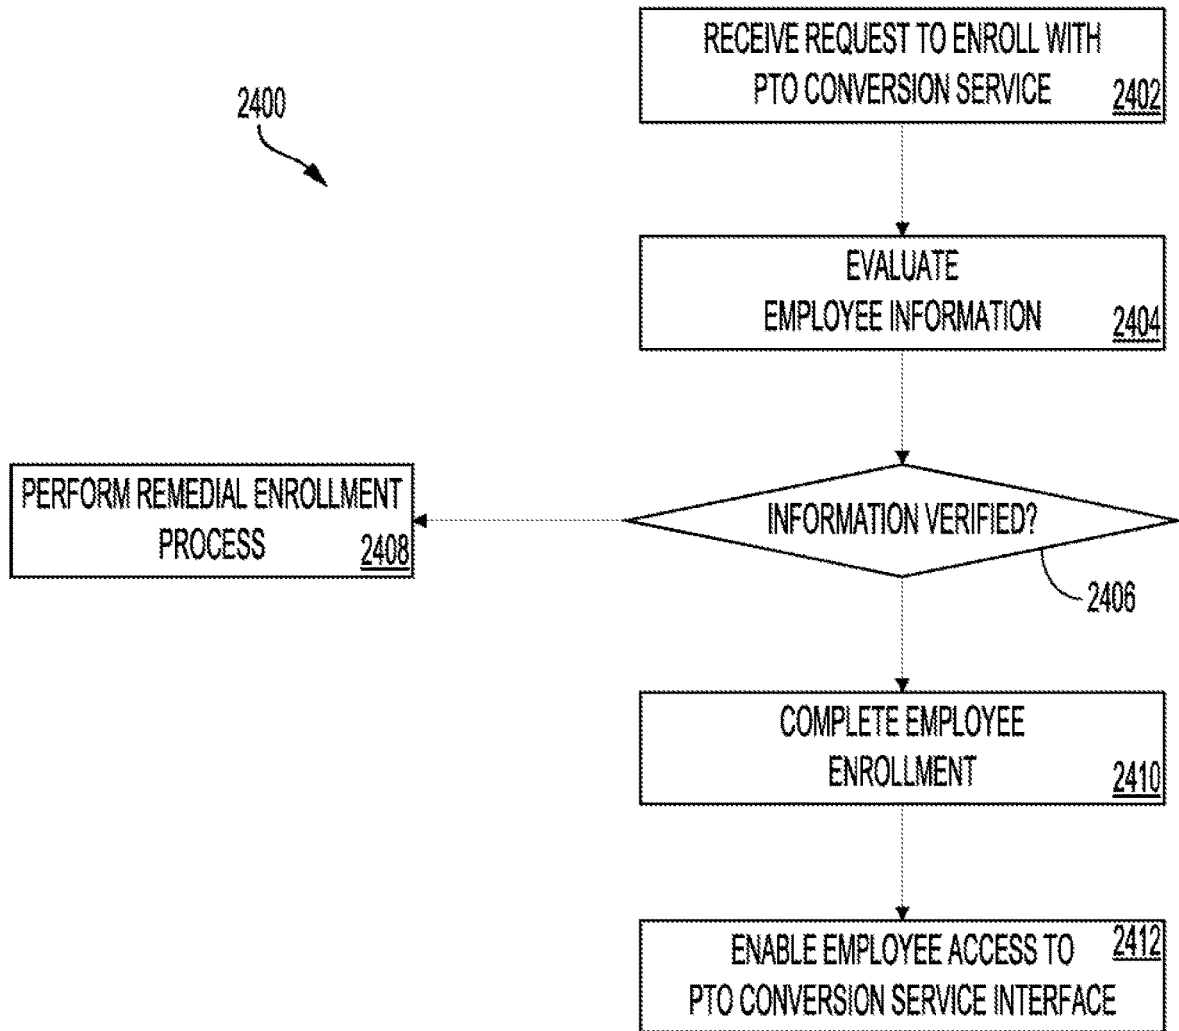 RECEIVE REQUEST TO ENROLL WITH
PTO CONVERSION SERVICE
2402
2400
EVALUATE
EMPLOYEE INFORMATION
2404
INFORMATION VERIFIED?
2406
PERFORM REMEDIAL ENROLLMENT
PROCESS
2408
COMPLETE EMPLOYEE
ENROLLMENT
2410
ENABLE EMPLOYEE ACCESS TO
PTO CONVERSION SERVICE INTERFACE
2412